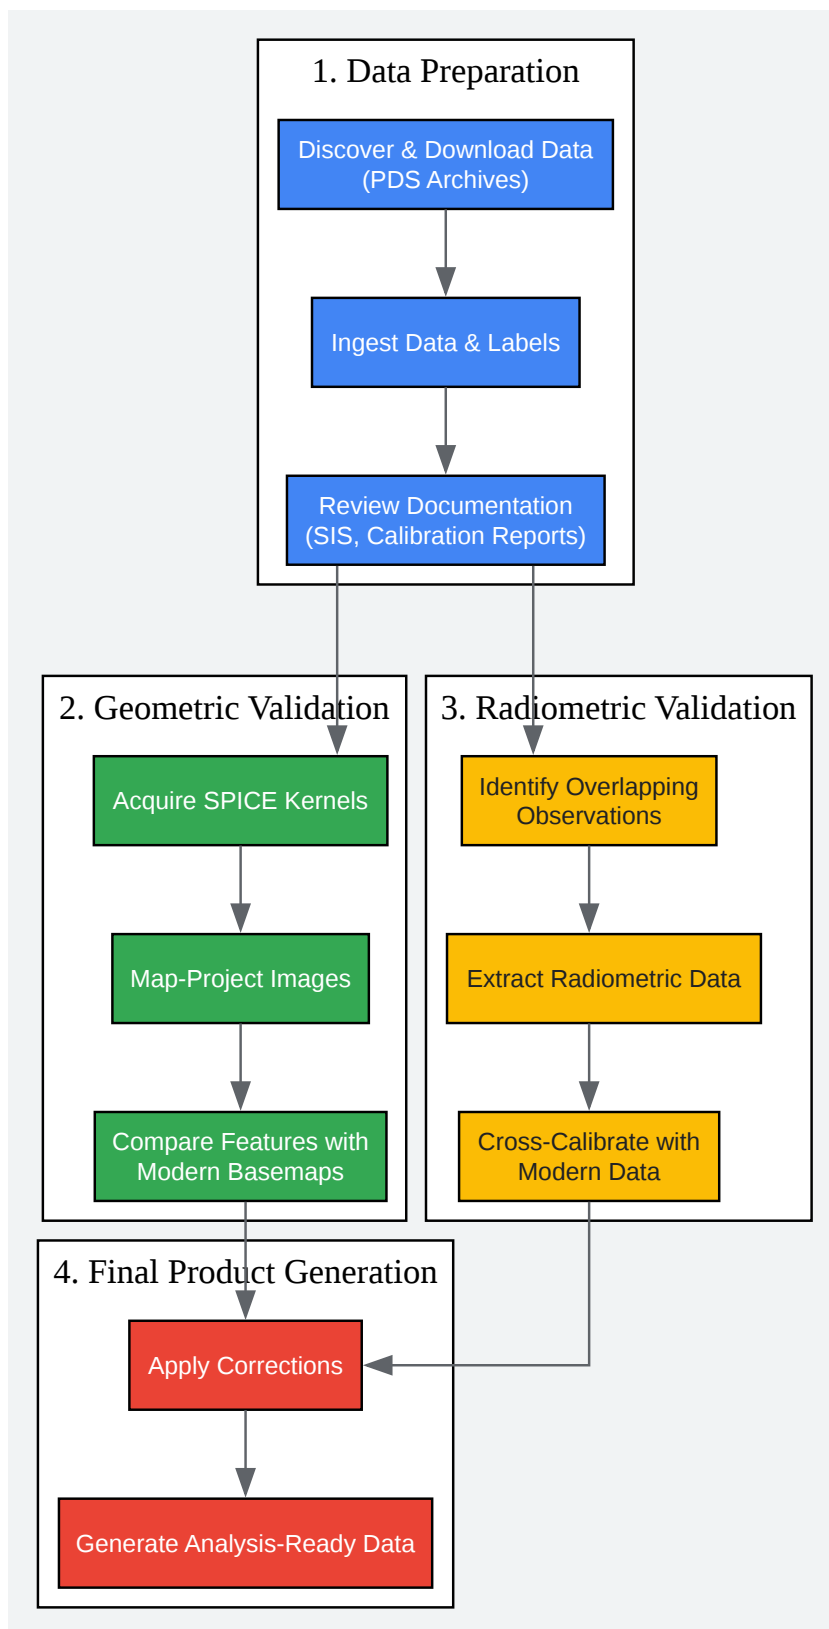 1. Data Preparation
Discover & Download Data
(PDS Archives)
Ingest Data & Labels
Review Documentation
(SIS, Calibration Reports)
2. Geometric Validation
Acquire SPICE Kernels
Map-Project Images
Compare Features with
Modern Basemaps
3. Radiometric Validation
Identify Overlapping
Observations
Extract Radiometric Data
Cross-Calibrate with
Modern Data
4. Final Product Generation
Apply Corrections
Generate Analysis-Ready Data